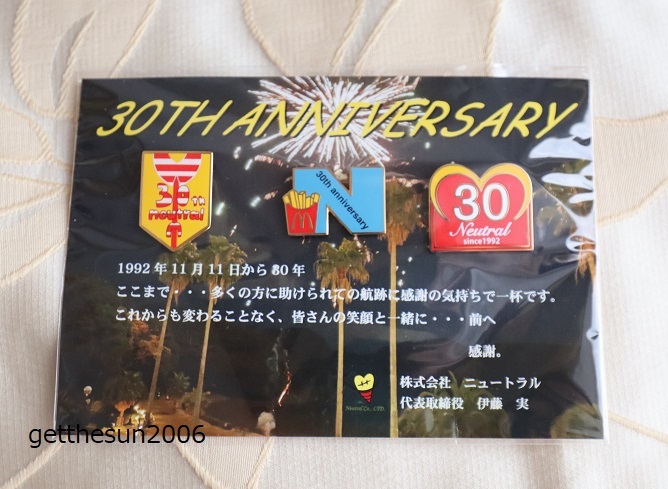 30TH ANNIVERSARY
30TH
neutral
N
30th anniversary
30
Neutral
since1992
1992年11月11日から30年
ここまで・・・多くの方に助けられての航跡に感謝の気持ちで一杯です。
これからも変わることなく、皆さんの笑顔と一緒に・・・前へ
感謝。
株式会社 ニュートラル
代表取締役 伊藤 実
Neutral Co., LTD.
getthesun2006